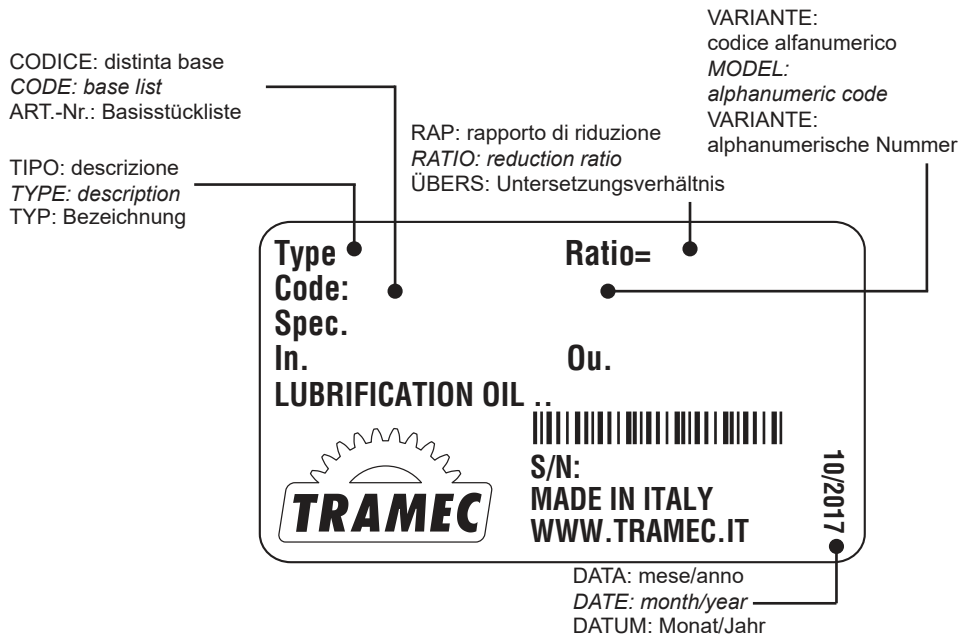 VARIANTE:
codice alfanumerico
MODEL:
alphanumeric code
VARIANTE:
alphanumerische Nummer
CODICE: distinta base
CODE: base list
ART.-Nr.: Basisstückliste
RAP: rapporto di riduzione
RATIO: reduction ratio
ÜBERS: Untersetzungsverhältnis
TIPO: descrizione
TYPE: description
TYP: Bezeichnung
Type Ratio=
Code:
Spec.
In. Ou.
LUBRIFICATION OIL ..
TRAMEC
S/N:
MADE IN ITALY
WWW.TRAMEC.IT
10/2017
DATA: mese/anno
DATE: month/year
DATUM: Monat/Jahr